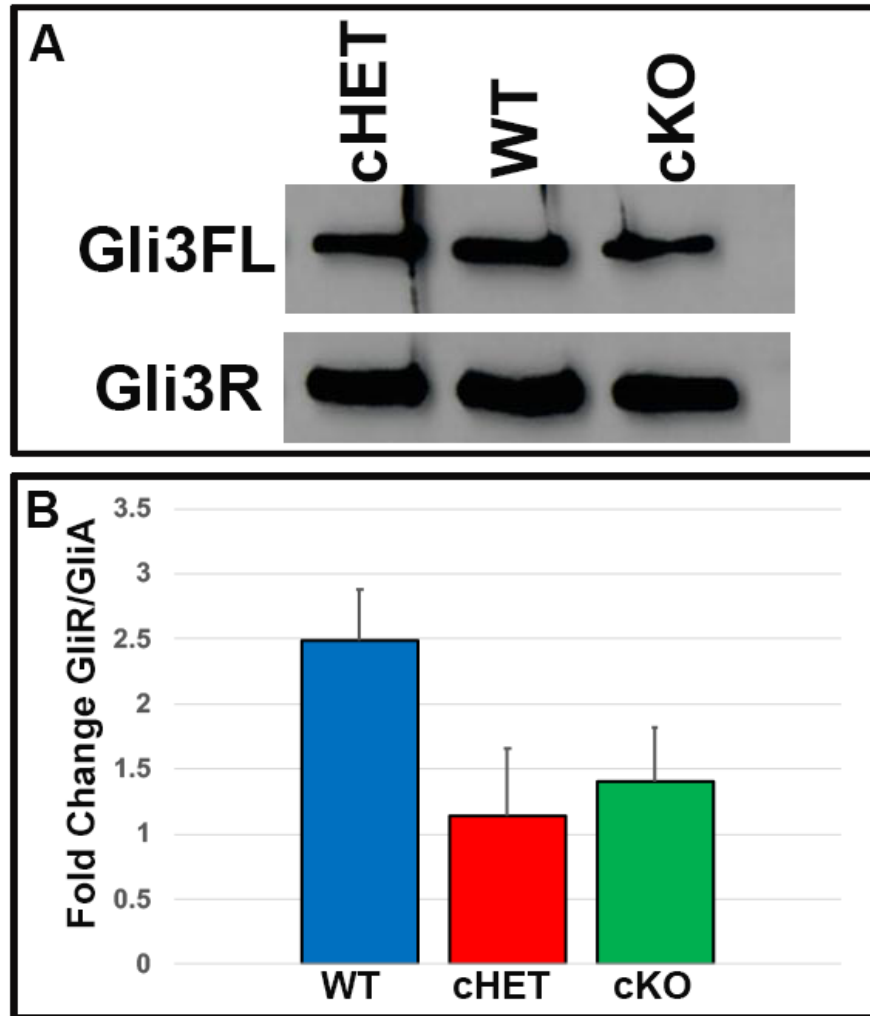 A
cHET WT cKO
Gli3FL
Gli3R
B
Fold Change GliR/GliA
3.5
3
2.5
2
1.5
1
0.5
0
WT cHET cKO